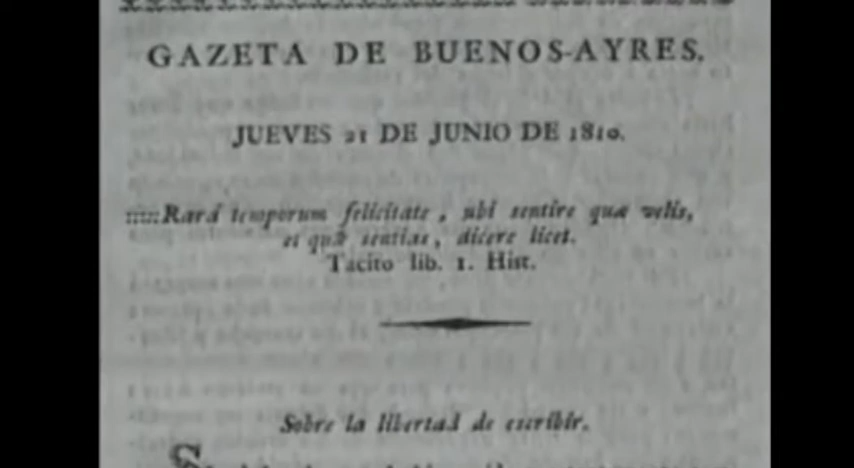 GAZETA DE BUENOS-AYRES.
JUEVES 21 DE JUNIO DE 1810.
:::::Rará temporum felicitate, ubi sentire quæ velis,
et quæ sentias, dicere licet.
Tacito lib. 1. Hist.
Sobre la libertad de escribir.